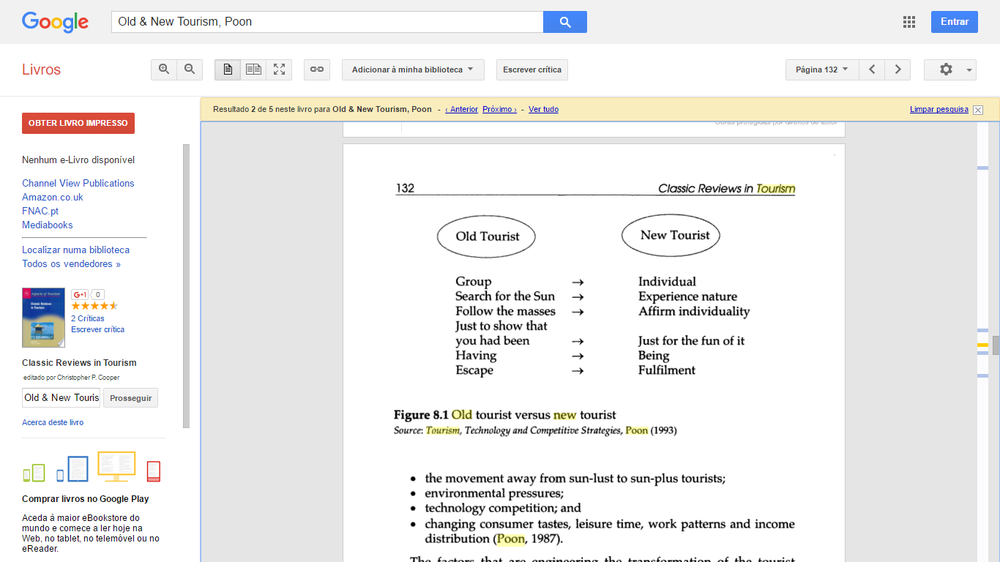 Google
Old & New Tourism, Poon
Entrar
Livros
Adicionar à minha biblioteca
Escrever crítica
Página 132
Resultado 2 de 5 neste livro para Old & New Tourism, Poon - ‹ Anterior Próximo › - Ver tudo
Limpar pesquisa
OBTER LIVRO IMPRESSO
Nenhum e-Livro disponível
Channel View Publications
Amazon.co.uk
FNAC.pt
Mediabooks
Localizar numa biblioteca
Todos os vendedores »
Aspects of Tourism
Classic Reviews
in Tourism
G+1 0
2 Críticas
Escrever crítica
Classic Reviews in Tourism
editado por Christopher P. Cooper
Old & New Touris
Prosseguir
Acerca deste livro
Comprar livros no Google Play
Aceda à maior eBookstore do
mundo e comece a ler hoje na
Web, no tablet, no telemóvel ou no
eReader.
Obras protegidas por direitos de autor
132 Classic Reviews in Tourism
Old Tourist New Tourist
Group → Individual
Search for the Sun → Experience nature
Follow the masses → Affirm individuality
Just to show that
you had been → Just for the fun of it
Having → Being
Escape → Fulfilment
Figure 8.1 Old tourist versus new tourist
Source: Tourism, Technology and Competitive Strategies, Poon (1993)
• the movement away from sun-lust to sun-plus tourists;
• environmental pressures;
• technology competition; and
• changing consumer tastes, leisure time, work patterns and income
distribution (Poon, 1987).
The factors that are engineering the transformation of the tourist